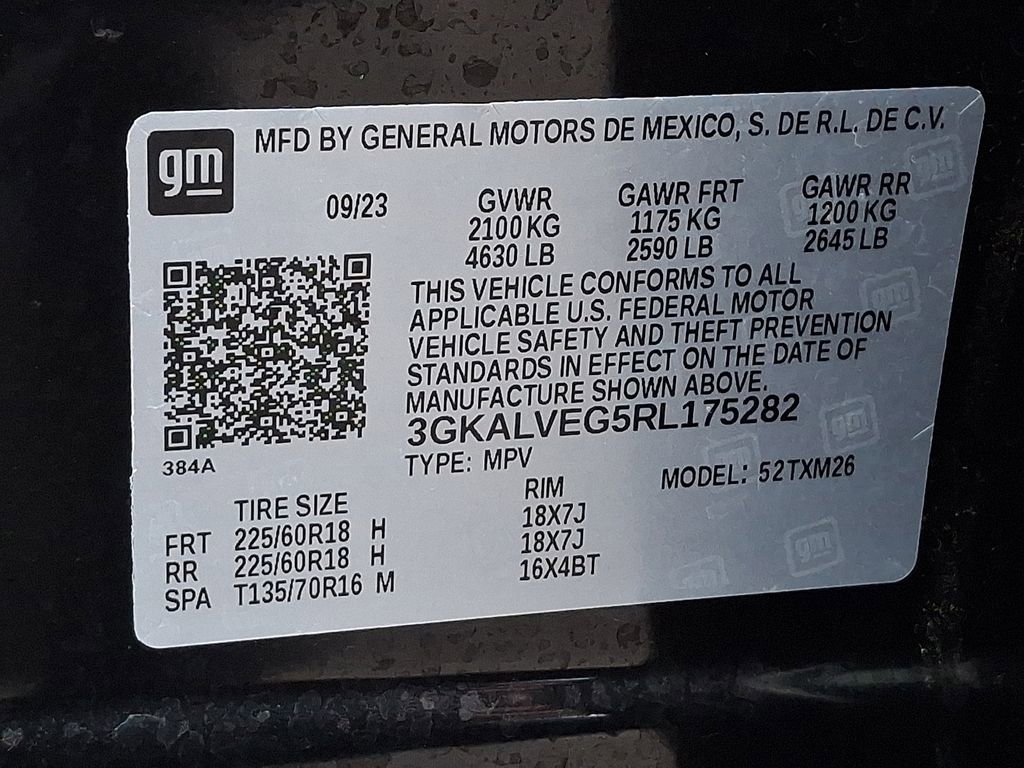 gm MFD BY GENERAL MOTORS DE MEXICO, S. DE R.L. DE C.V.
09/23 GVWR GAWR FRT GAWR RR
2100 KG 1175 KG 1200 KG
4630 LB 2590 LB 2645 LB
THIS VEHICLE CONFORMS TO ALL
APPLICABLE U.S. FEDERAL MOTOR
VEHICLE SAFETY AND THEFT PREVENTION
STANDARDS IN EFFECT ON THE DATE OF
MANUFACTURE SHOWN ABOVE.
3GKALVEG5RL175282
384A
TYPE: MPV MODEL: 52TXM26
TIRE SIZE RIM
FRT 225/60R18 H 18X7J
RR 225/60R18 H 18X7J
SPA T135/70R16 M 16X4BT